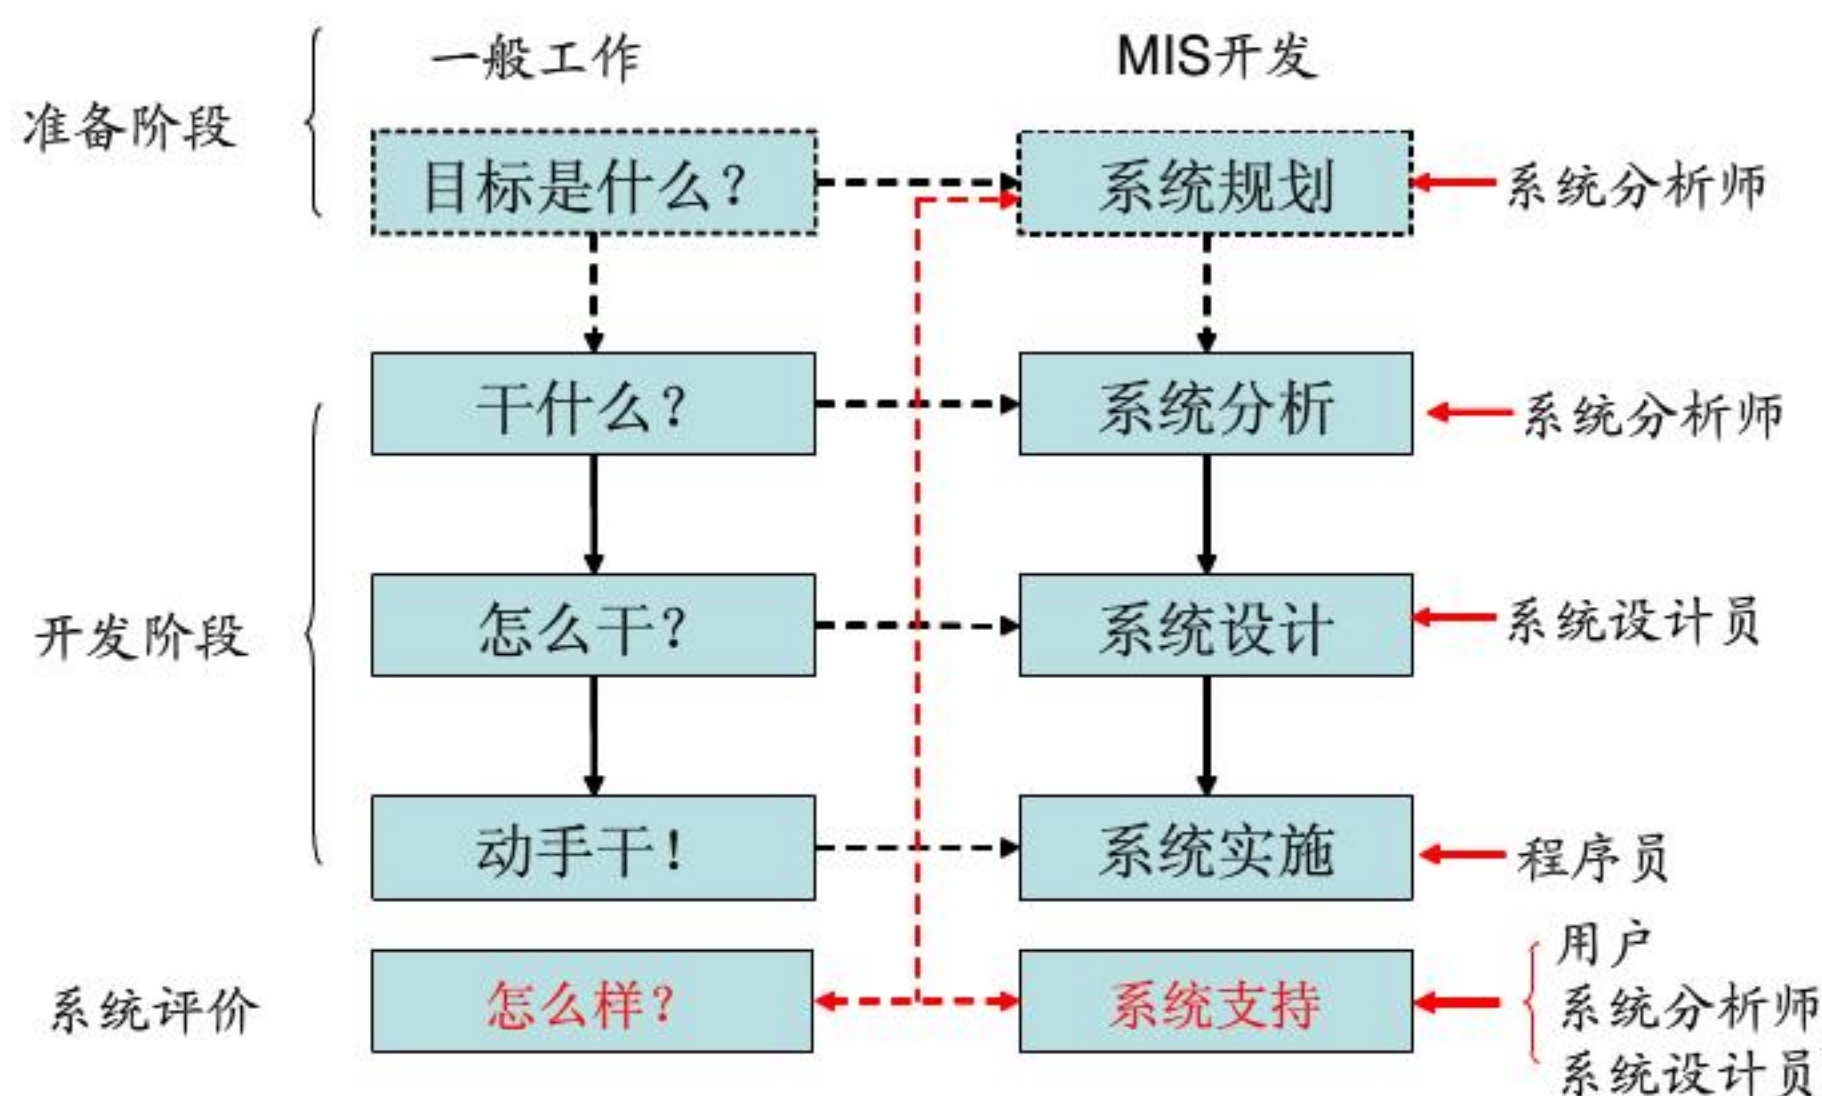 一般工作
MIS开发
准备阶段
目标是什么？
系统规划
系统分析师
干什么？
系统分析
系统分析师
开发阶段
怎么干？
系统设计
系统设计员
动手干！
系统实施
程序员
系统评价
怎么样？
系统支持
用户
系统分析师
系统设计员